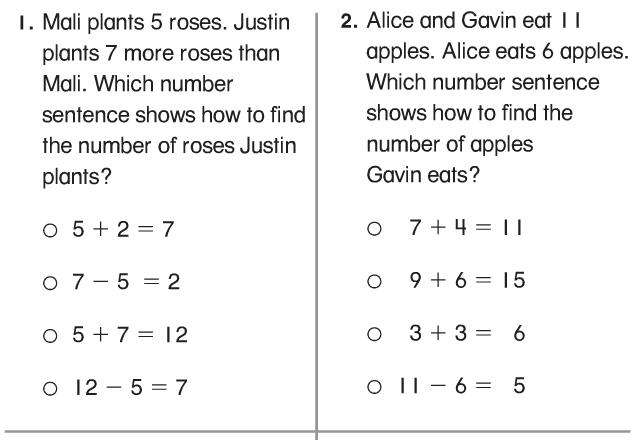 1. Mali plants 5 roses. Justin
plants 7 more roses than
Mali. Which number
sentence shows how to find
the number of roses Justin
plants?
5 + 2 = 7
7 – 5 = 2
5 + 7 = 12
12 – 5 = 7
2. Alice and Gavin eat 11
apples. Alice eats 6 apples.
Which number sentence
shows how to find the
number of apples
Gavin eats?
7 + 4 = 11
9 + 6 = 15
3 + 3 = 6
11 – 6 = 5